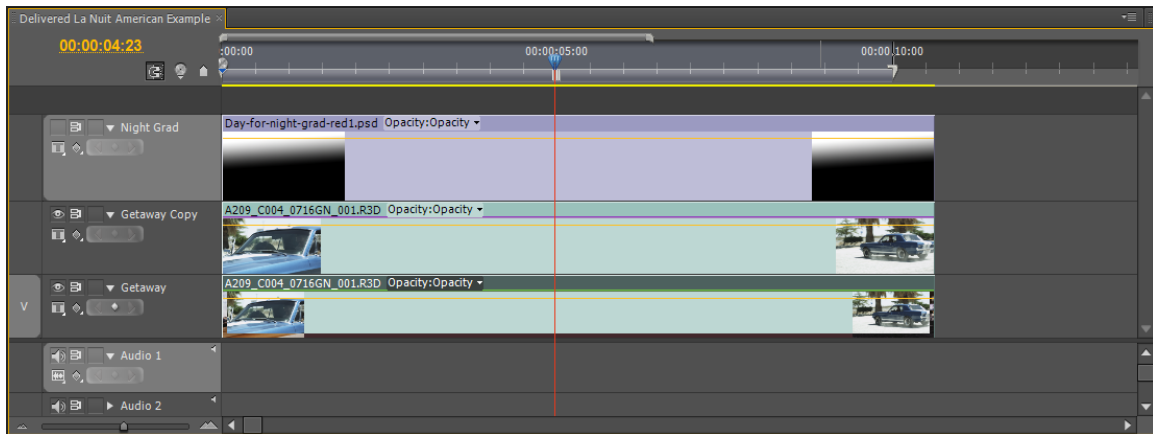 Delivered La Nuit American Example ×
00:00:04:23
:00:00 00:00:05:00 00:00:10:00
Night Grad
Day-for-night-grad-red1.psd Opacity:Opacity
Getaway Copy
A209_C004_0716GN_001.R3D Opacity:Opacity
V
Getaway
A209_C004_0716GN_001.R3D Opacity:Opacity
Audio 1
Audio 2